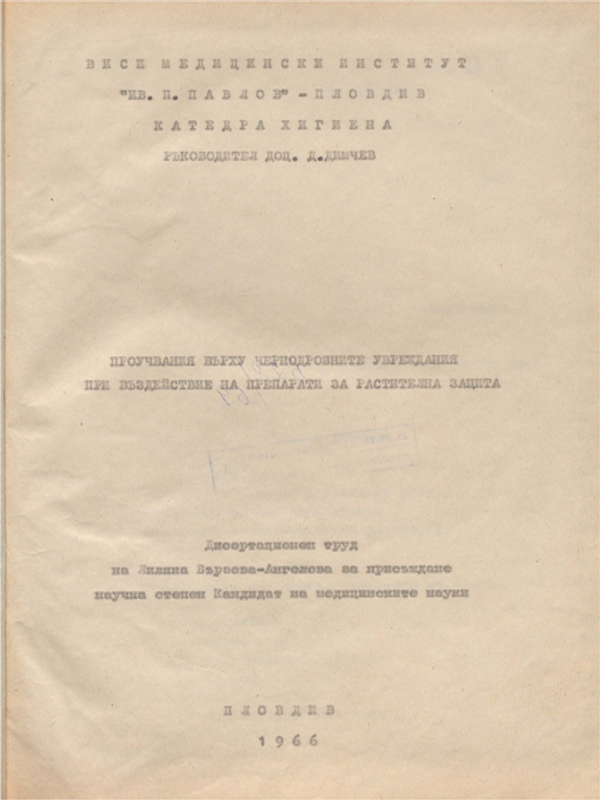 ВИСШ МЕДИЦИНСКИ ИНСТИТУТ
"ИВ. П. ПАВЛОВ" - ПЛОВДИВ
КАТЕДРА ХИГИЕНА
РЪКОВОДИТЕЛ ДОЦ. Д.ДИМЧЕВ
ПРОУЧВАНИЯ ВЪРХУ ЧЕРНОДРОБНИТЕ УВРЕЖДАНИЯ
ПРИ ВЪЗДЕЙСТВИЕ НА ПРЕПАРАТИ ЗА РАСТИТЕЛНА ЗАЩИТА
Дисертационен труд
на Лиляна Върбева-Ангелова за присъждане
научна степен Кандидат на медицинските науки
ПЛОВДИВ
1966